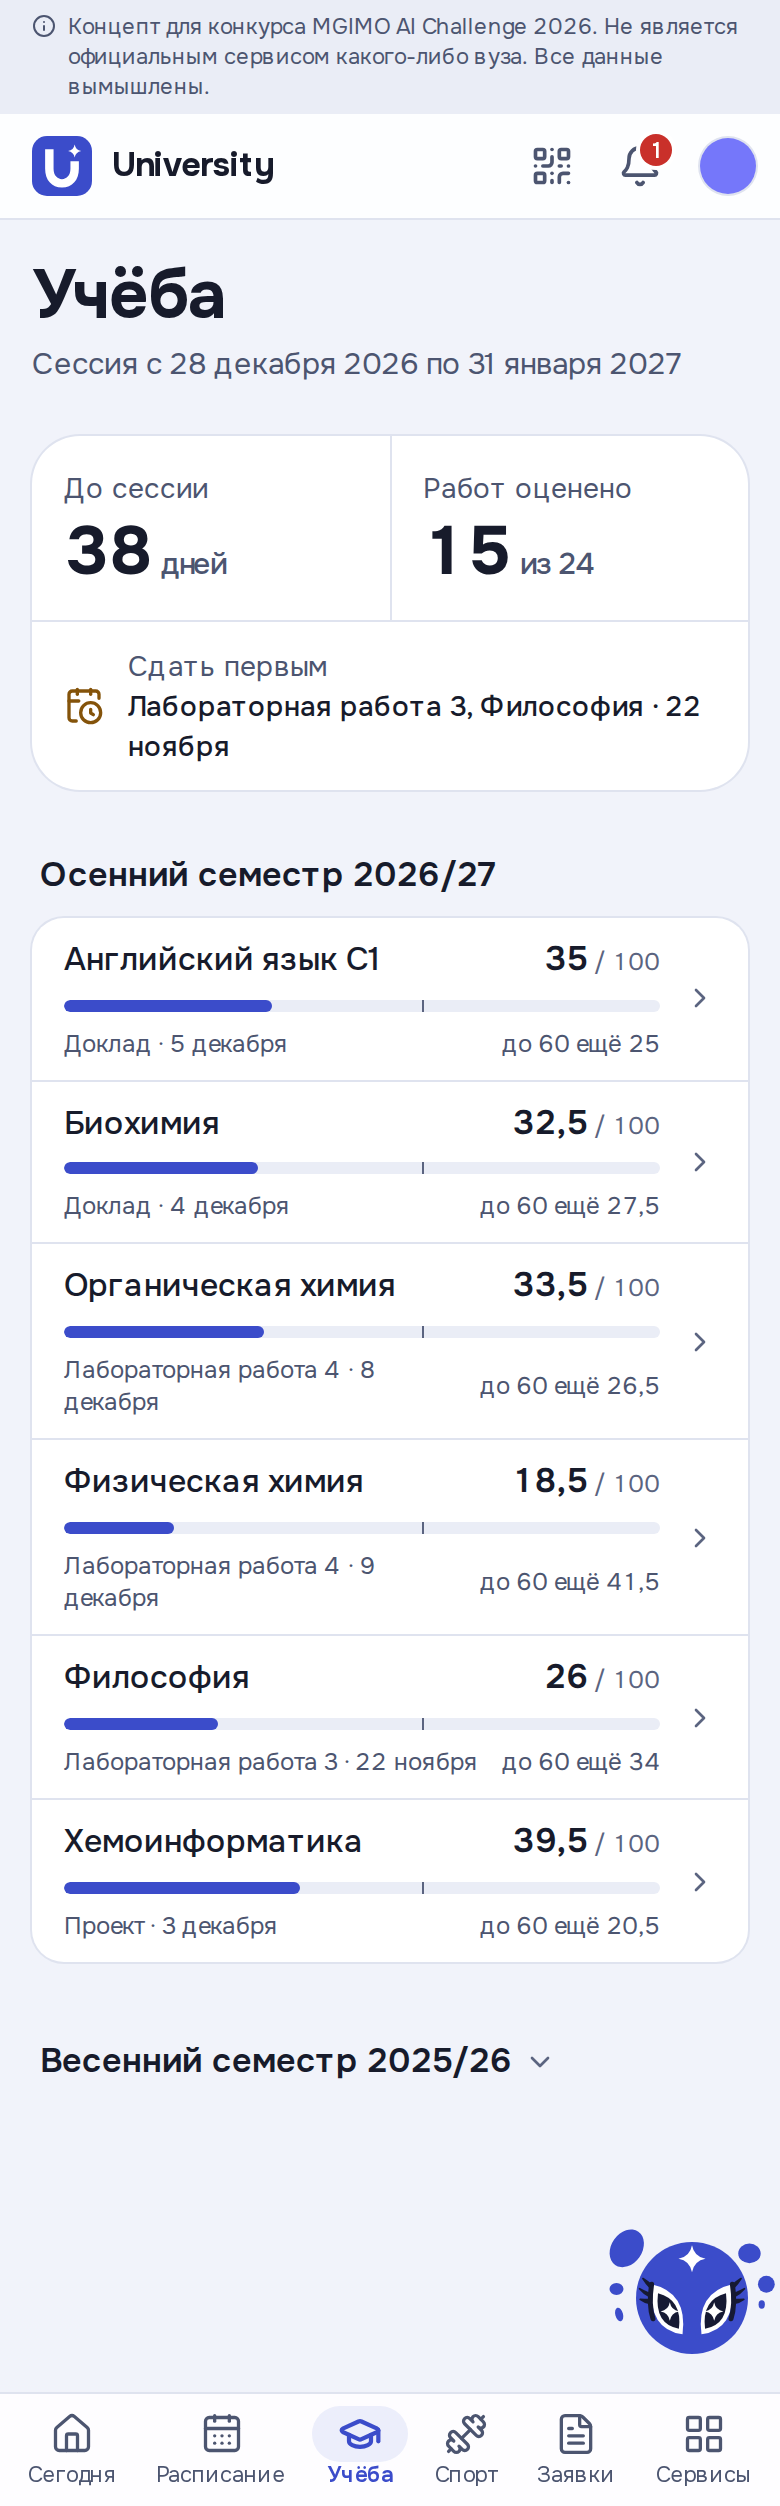 Концепт для конкурса MGIMO AI Challenge 2026. Не является
официальным сервисом какого-либо вуза. Все данные
вымышлены.
University
1
Учёба
Сессия с 28 декабря 2026 по 31 января 2027
До сессии
38 дней
Работ оценено
15 из 24
Сдать первым
Лабораторная работа 3, Философия · 22
ноября
Осенний семестр 2026/27
Английский язык C1 35 / 100
Доклад · 5 декабря до 60 ещё 25
Биохимия 32,5 / 100
Доклад · 4 декабря до 60 ещё 27,5
Органическая химия 33,5 / 100
Лабораторная работа 4 · 8
декабря
до 60 ещё 26,5
Физическая химия 18,5 / 100
Лабораторная работа 4 · 9
декабря
до 60 ещё 41,5
Философия 26 / 100
Лабораторная работа 3 · 22 ноября до 60 ещё 34
Хемоинформатика 39,5 / 100
Проект · 3 декабря до 60 ещё 20,5
Весенний семестр 2025/26
Сегодня Расписание Учёба Спорт Заявки Сервисы